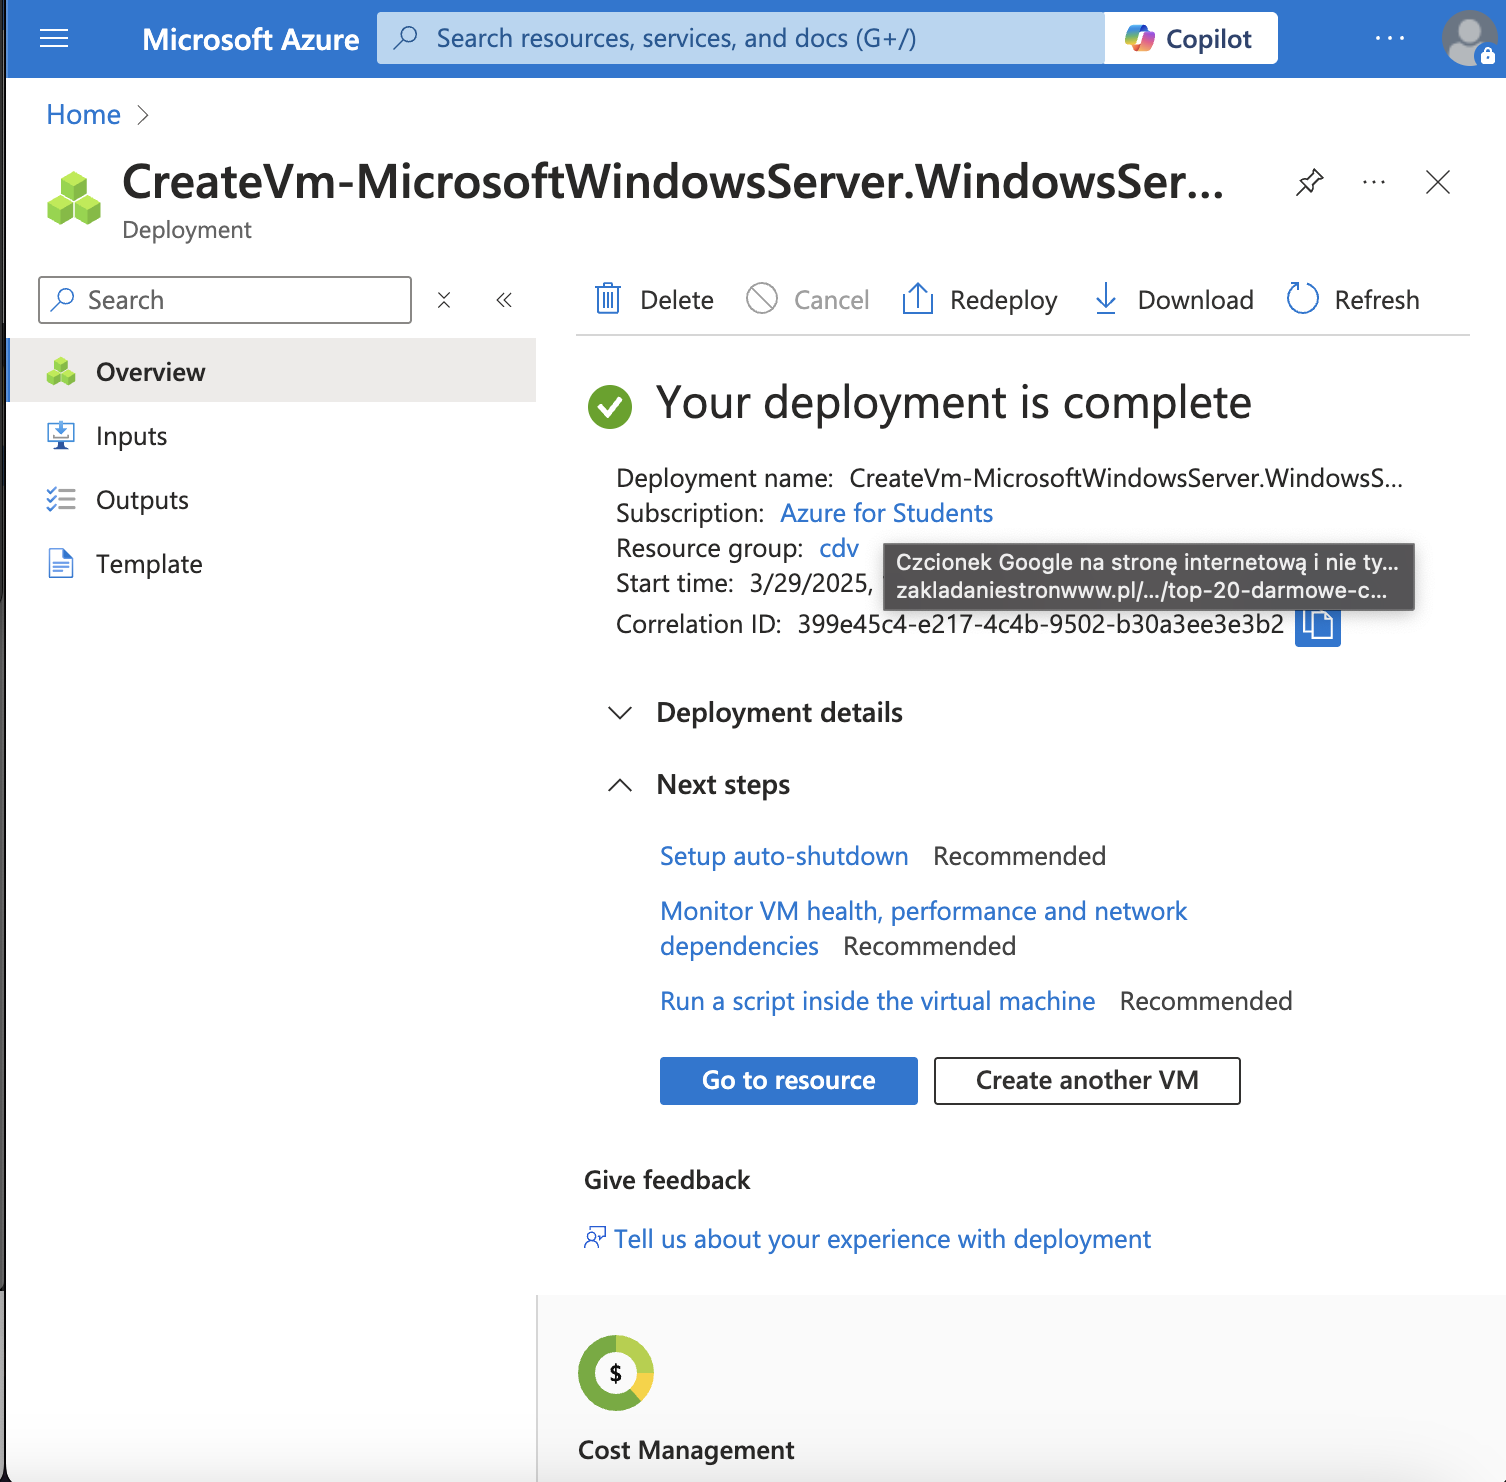 Microsoft Azure
Search resources, services, and docs (G+/)
Copilot
Home
CreateVm-MicrosoftWindowsServer.WindowsSer...
Deployment
Search
Delete
Cancel
Redeploy
Download
Refresh
Overview
Inputs
Outputs
Template
Your deployment is complete
Deployment name: CreateVm-MicrosoftWindowsServer.WindowsS...
Subscription: Azure for Students
Resource group: cdv
Start time: 3/29/2025,
Czcionek Google na stronę internetową i nie ty...
zakladaniestronwww.pl/.../top-20-darmowe-c...
Correlation ID: 399e45c4-e217-4c4b-9502-b30a3ee3e3b2
Deployment details
Next steps
Setup auto-shutdown Recommended
Monitor VM health, performance and network
dependencies Recommended
Run a script inside the virtual machine Recommended
Go to resource
Create another VM
Give feedback
Tell us about your experience with deployment
$
Cost Management